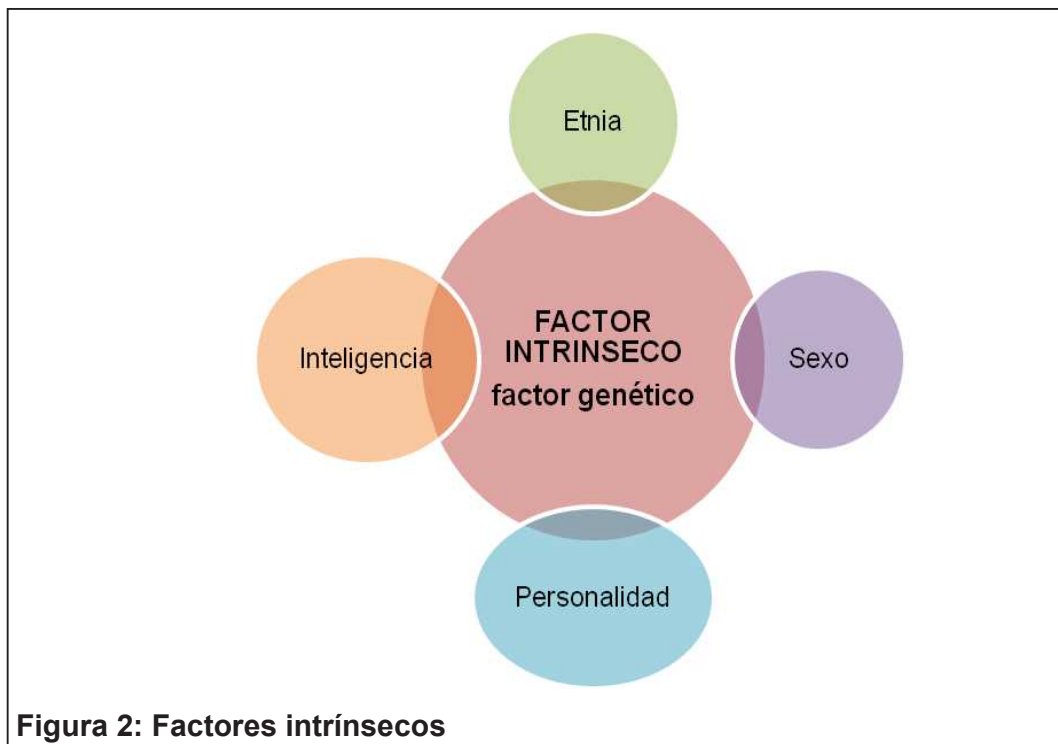 Etnia
Inteligencia
FACTOR
INTRINSECO
factor genético
Sexo
Personalidad
Figura 2: Factores intrínsecos